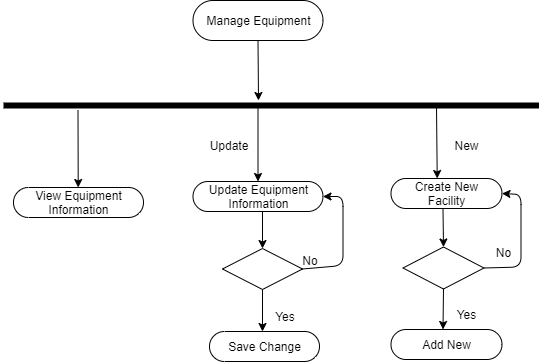 Manage Equipment
Update
New
View Equipment
Information
Update Equipment
Information
Create New
Facility
No
No
Yes
Yes
Save Change
Add New